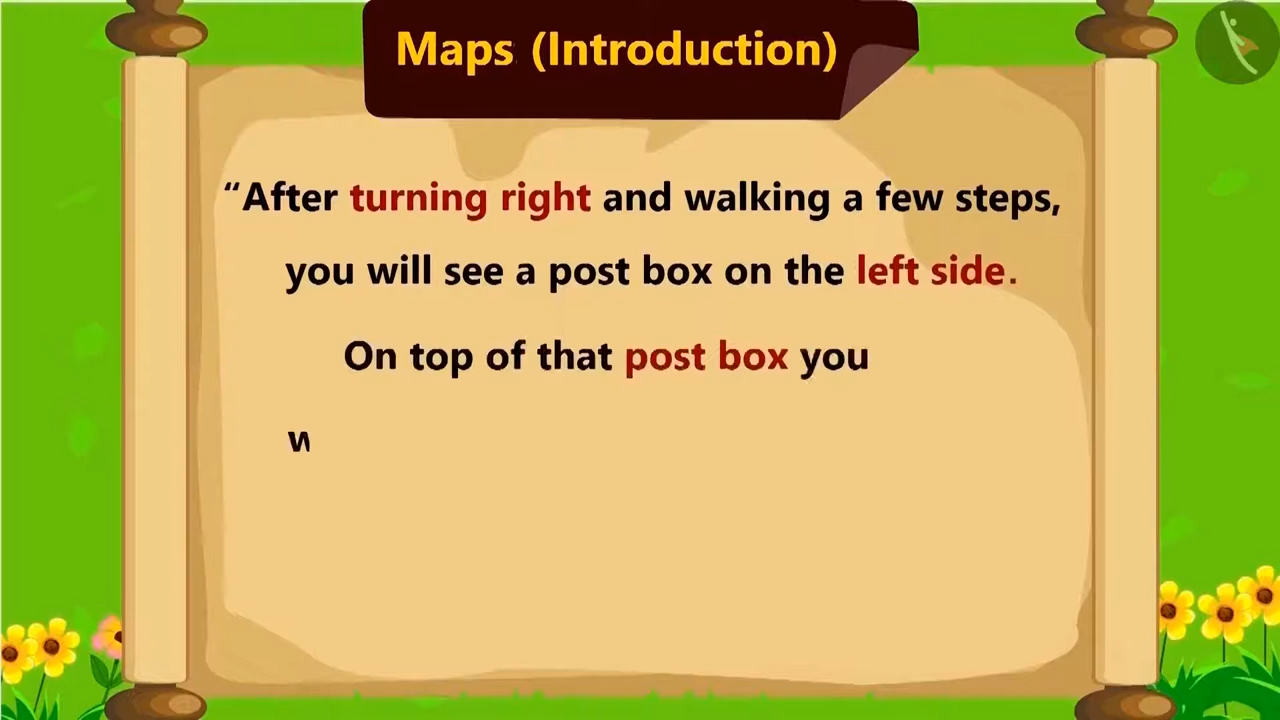 Maps (Introduction)
“After turning right and walking a few steps,
you will see a post box on the left side.
On top of that post box you